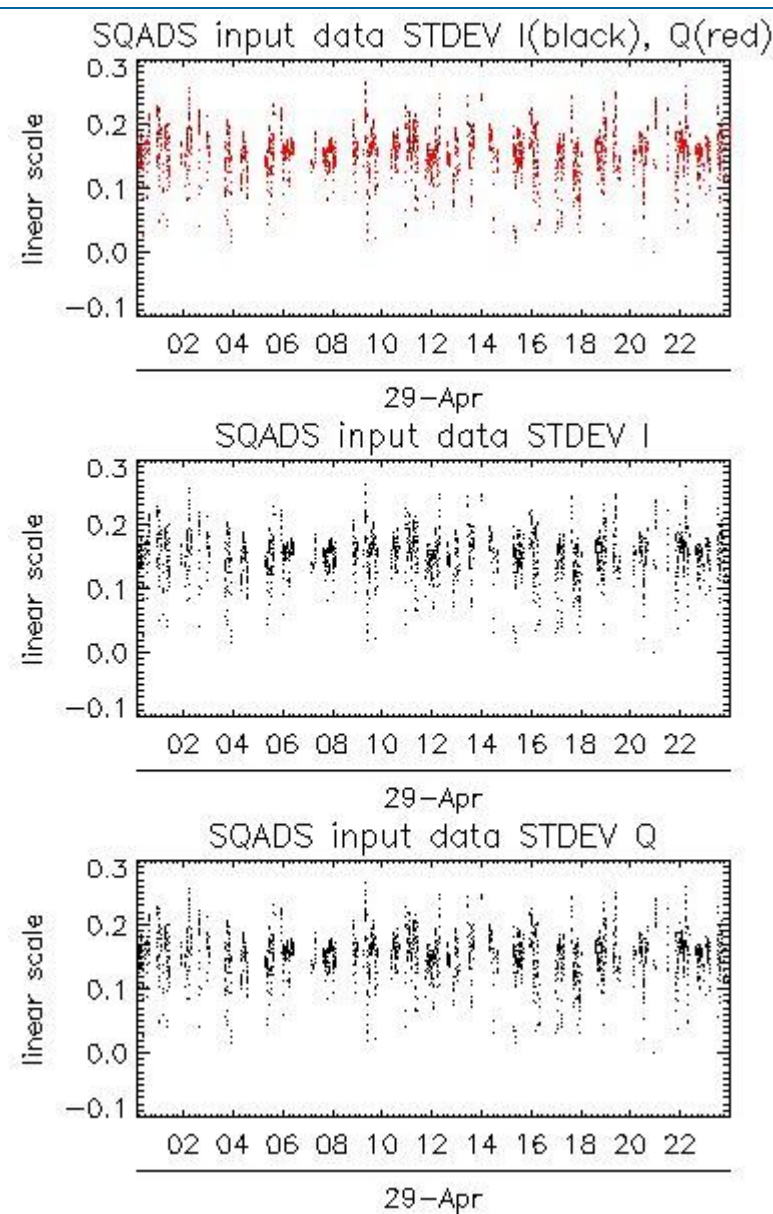 SQADS input data STDEV I(black), Q(red)
linear scale
0.3
0.2
0.1
0.0
-0.1
02 04 06 08 10 12 14 16 18 20 22
29-Apr
SQADS input data STDEV I
linear scale
0.3
0.2
0.1
0.0
-0.1
02 04 06 08 10 12 14 16 18 20 22
29-Apr
SQADS input data STDEV Q
linear scale
0.3
0.2
0.1
0.0
-0.1
02 04 06 08 10 12 14 16 18 20 22
29-Apr